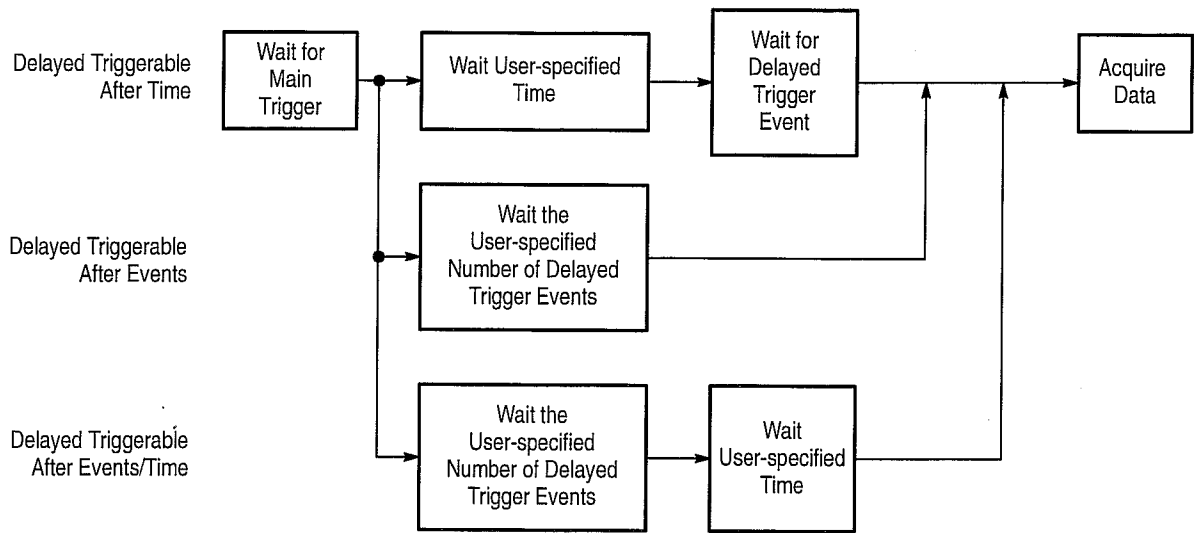 Delayed Triggerable
After Time
Wait for
Main
Trigger
Wait User-specified
Time
Wait for
Delayed
Trigger
Event
Acquire
Data
Delayed Triggerable
After Events
Wait the
User-specified
Number of Delayed
Trigger Events
Delayed Triggerable
After Events/Time
Wait the
User-specified
Number of Delayed
Trigger Events
Wait
User-specified
Time